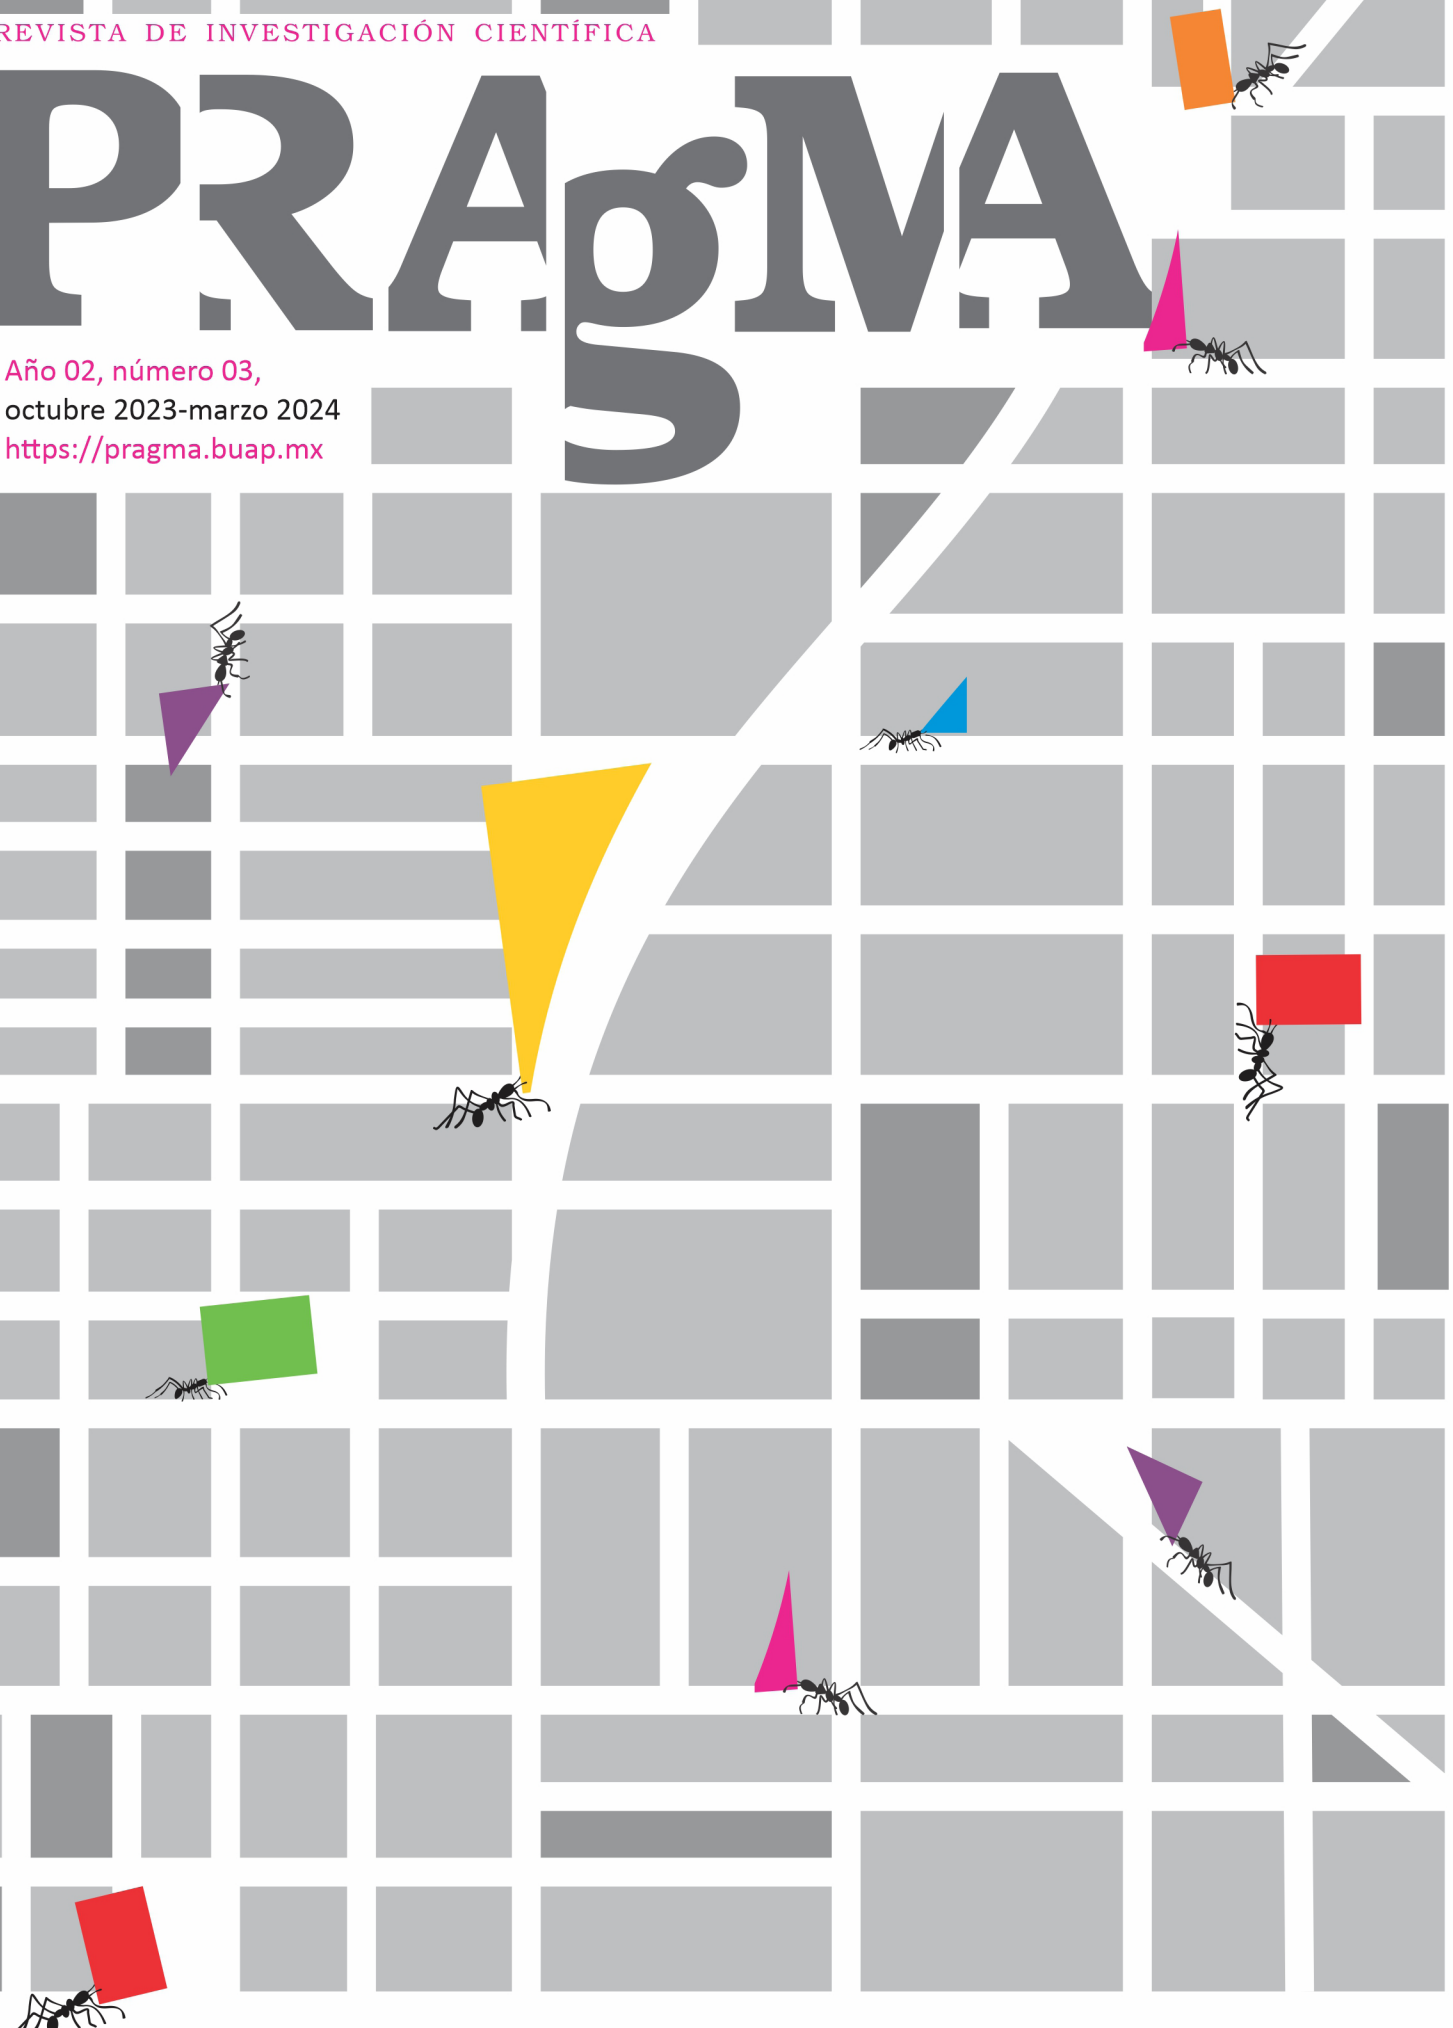 REVISTA DE INVESTIGACIÓN CIENTÍFICA
PRAgMA
Año 02, número 03,
octubre 2023-marzo 2024
https://pragma.buap.mx